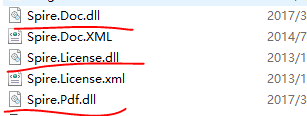 Spire.Doc.dll 2017/3
Spire.Doc.XML 2014/7
Spire.License.dll 2013/1
Spire.License.xml 2013/1
Spire.Pdf.dll 2017/3